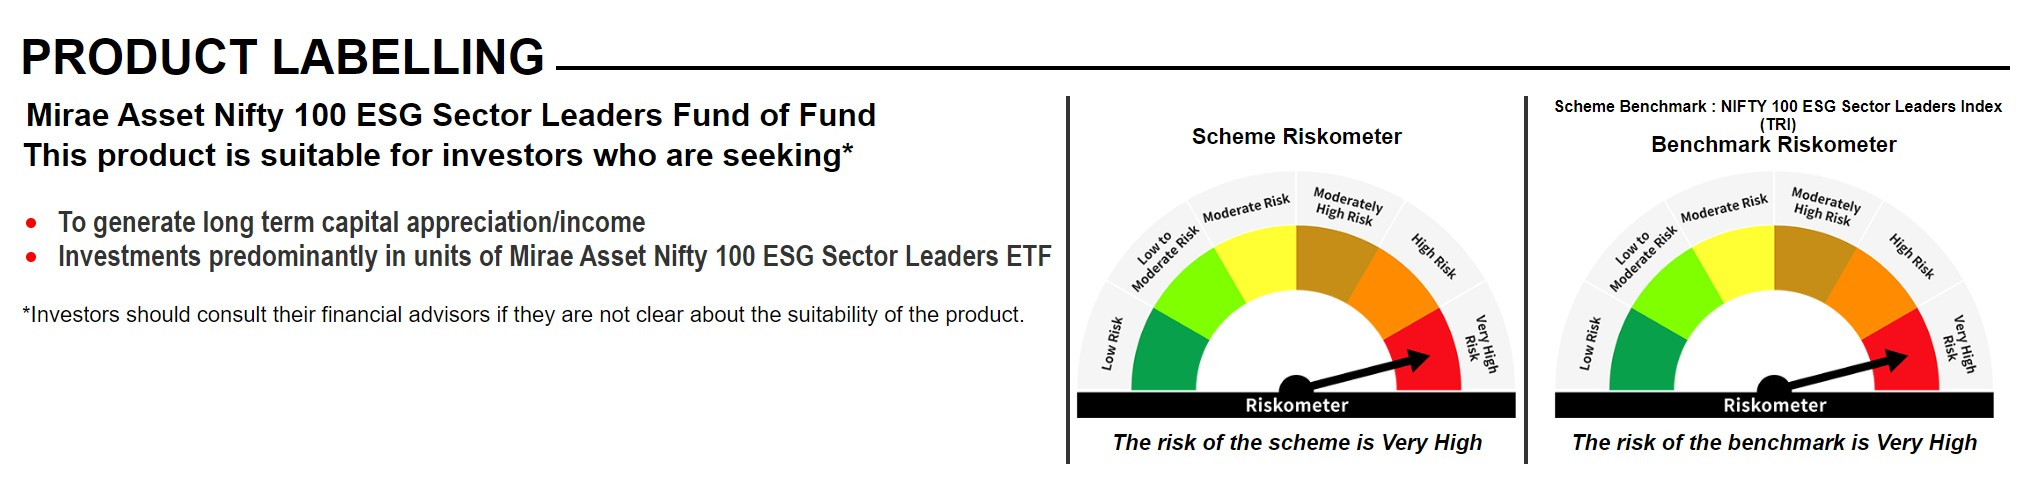 PRODUCT LABELLING
Mirae Asset Nifty 100 ESG Sector Leaders Fund of Fund
This product is suitable for investors who are seeking*
• To generate long term capital appreciation/income
• Investments predominantly in units of Mirae Asset Nifty 100 ESG Sector Leaders ETF
*Investors should consult their financial advisors if they are not clear about the suitability of the product.
Scheme Riskometer
Low Risk
Low to
Moderate Risk
Moderate Risk
Moderately
High Risk
High Risk
Very High
Risk
Riskometer
The risk of the scheme is Very High
Scheme Benchmark : NIFTY 100 ESG Sector Leaders Index
(TRI)
Benchmark Riskometer
Low Risk
Low to
Moderate Risk
Moderate Risk
Moderately
High Risk
High Risk
Very High
Risk
Riskometer
The risk of the benchmark is Very High